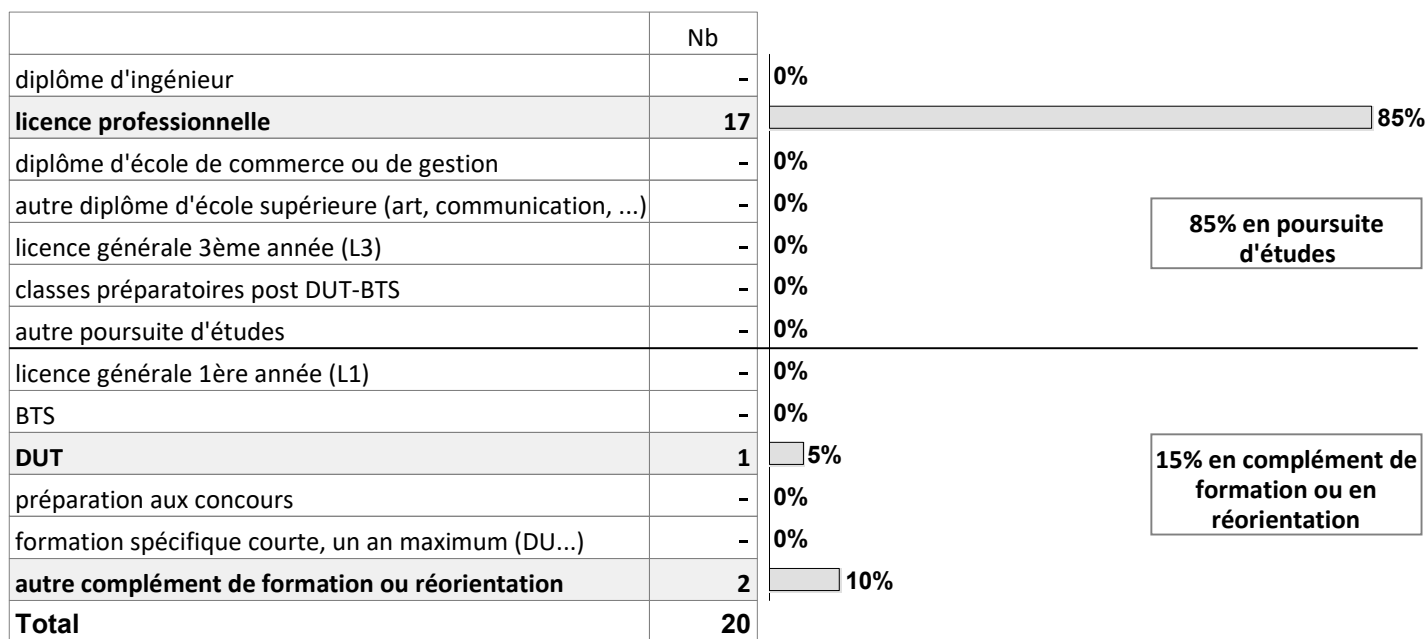 Nb
diplôme d'ingénieur - 0%
licence professionnelle 17 85%
diplôme d'école de commerce ou de gestion - 0%
autre diplôme d'école supérieure (art, communication, ...) - 0%
licence générale 3ème année (L3) - 0%
classes préparatoires post DUT-BTS - 0%
autre poursuite d'études - 0%
85% en poursuite
d'études
licence générale 1ère année (L1) - 0%
BTS - 0%
DUT 1 5%
préparation aux concours - 0%
formation spécifique courte, un an maximum (DU...) - 0%
autre complément de formation ou réorientation 2 10%
15% en complément de
formation ou en
réorientation
Total 20